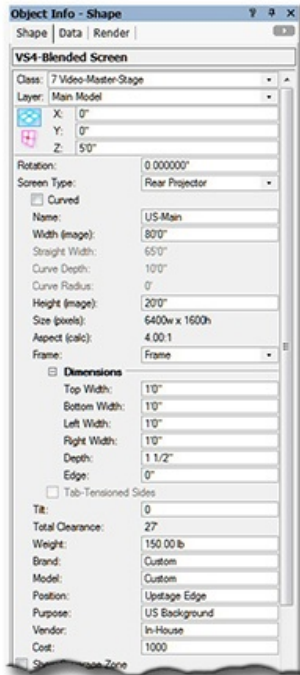 Object Info - Shape
Shape Data Render
VS4-Blended Screen
Class: 7 Video-Master-Stage
Layer: Main Model
X: 0"
Y: 0"
Z: 5'0"
Rotation: 0.000000°
Screen Type: Rear Projector
Curved
Name: US-Main
Width (image): 80'0"
Straight Width: 65'0"
Curve Depth: 10'0"
Curve Radius: 0'
Height (image): 20'0"
Size (pixels): 6400w x 1600h
Aspect (calc): 4.00:1
Frame: Frame
Dimensions
Top Width: 1'0"
Bottom Width: 1'0"
Left Width: 1'0"
Right Width: 1'0"
Depth: 1 1/2"
Edge: 0"
Tab-Tensioned Sides
Tilt: 0
Total Clearance: 27'
Weight: 150.00 lb
Brand: Custom
Model: Custom
Position: Upstage Edge
Purpose: US Background
Vendor: In-House
Cost: 1000
Zone